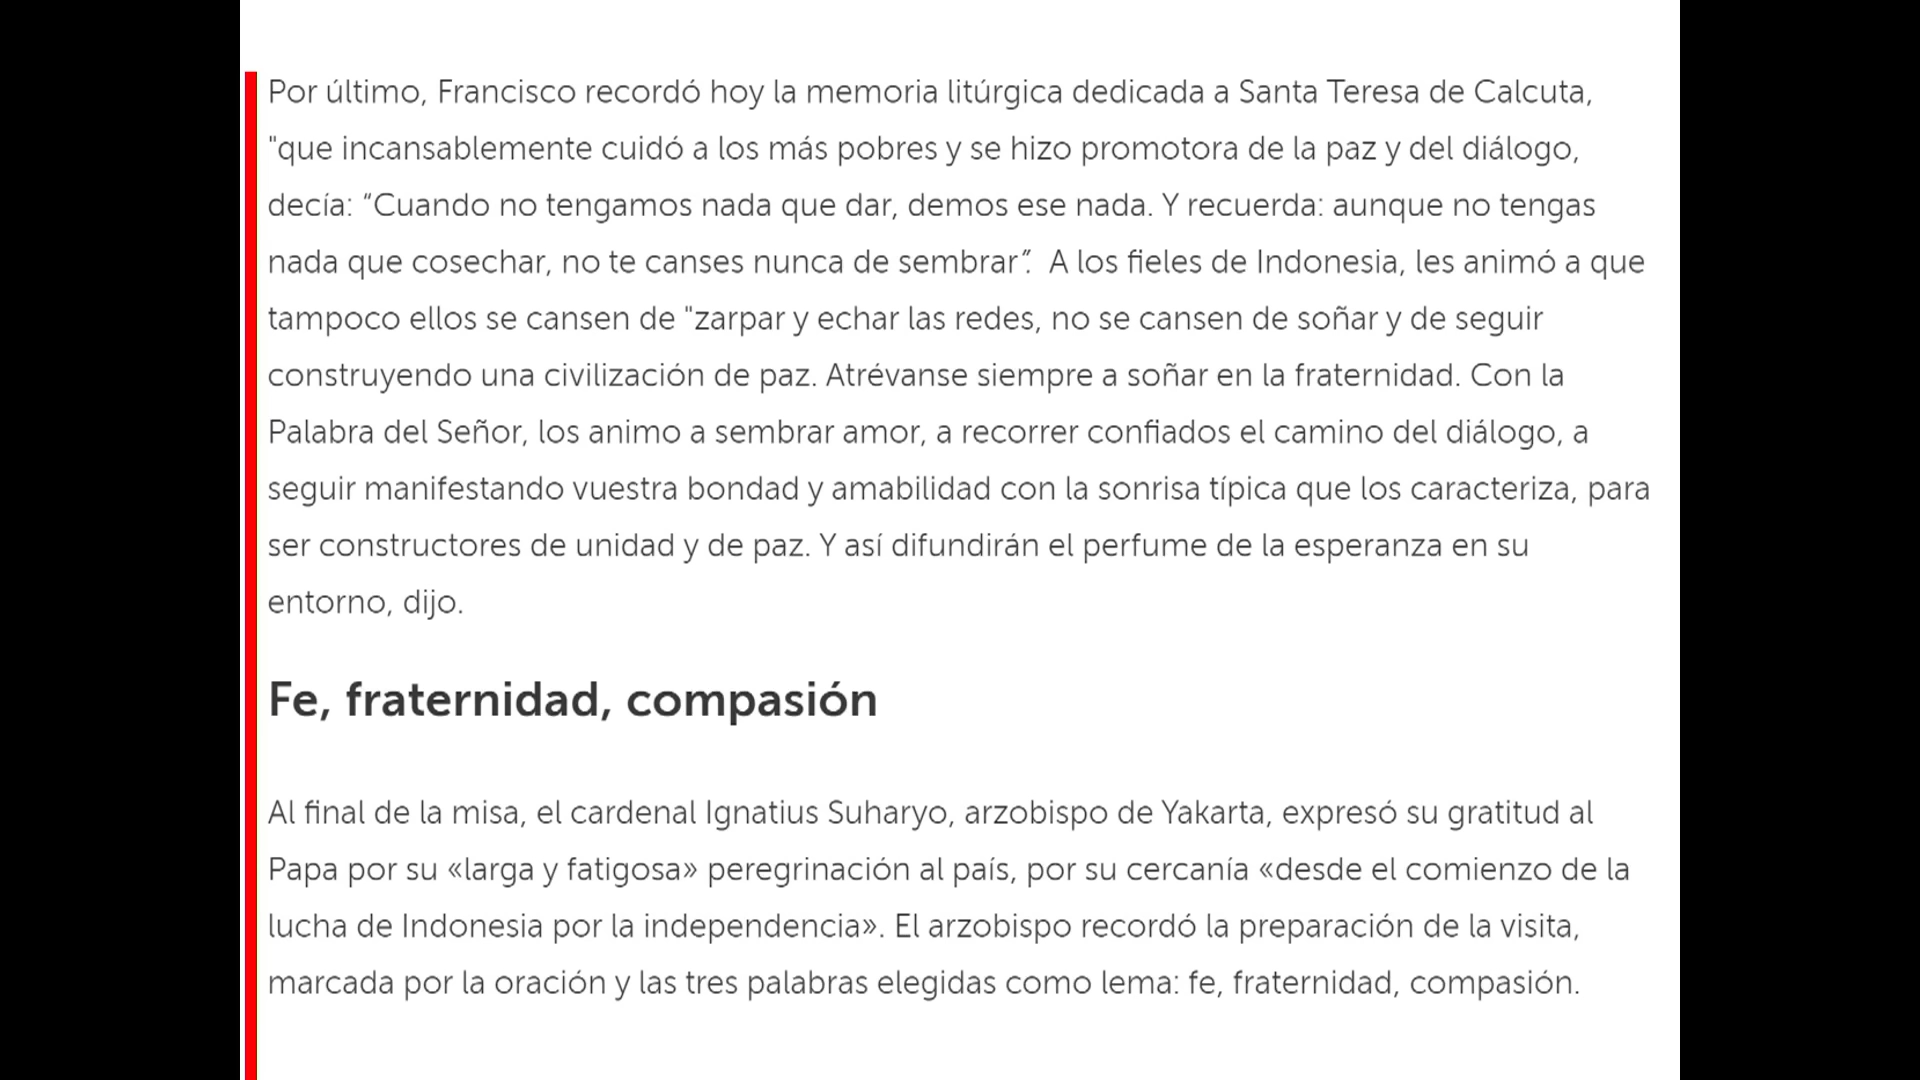 Por último, Francisco recordó hoy la memoria litúrgica dedicada a Santa Teresa de Calcuta,
"que incansablemente cuidó a los más pobres y se hizo promotora de la paz y del diálogo,
decía: “Cuando no tengamos nada que dar, demos ese nada. Y recuerda: aunque no tengas
nada que cosechar, no te canses nunca de sembrar”.  A los fieles de Indonesia, les animó a que
tampoco ellos se cansen de "zarpar y echar las redes, no se cansen de soñar y de seguir
construyendo una civilización de paz. Atrévanse siempre a soñar en la fraternidad. Con la
Palabra del Señor, los animo a sembrar amor, a recorrer confiados el camino del diálogo, a
seguir manifestando vuestra bondad y amabilidad con la sonrisa típica que los caracteriza, para
ser constructores de unidad y de paz. Y así difundirán el perfume de la esperanza en su
entorno, dijo.
Fe, fraternidad, compasión
Al final de la misa, el cardenal Ignatius Suharyo, arzobispo de Yakarta, expresó su gratitud al
Papa por su «larga y fatigosa» peregrinación al país, por su cercanía «desde el comienzo de la
lucha de Indonesia por la independencia». El arzobispo recordó la preparación de la visita,
marcada por la oración y las tres palabras elegidas como lema: fe, fraternidad, compasión.